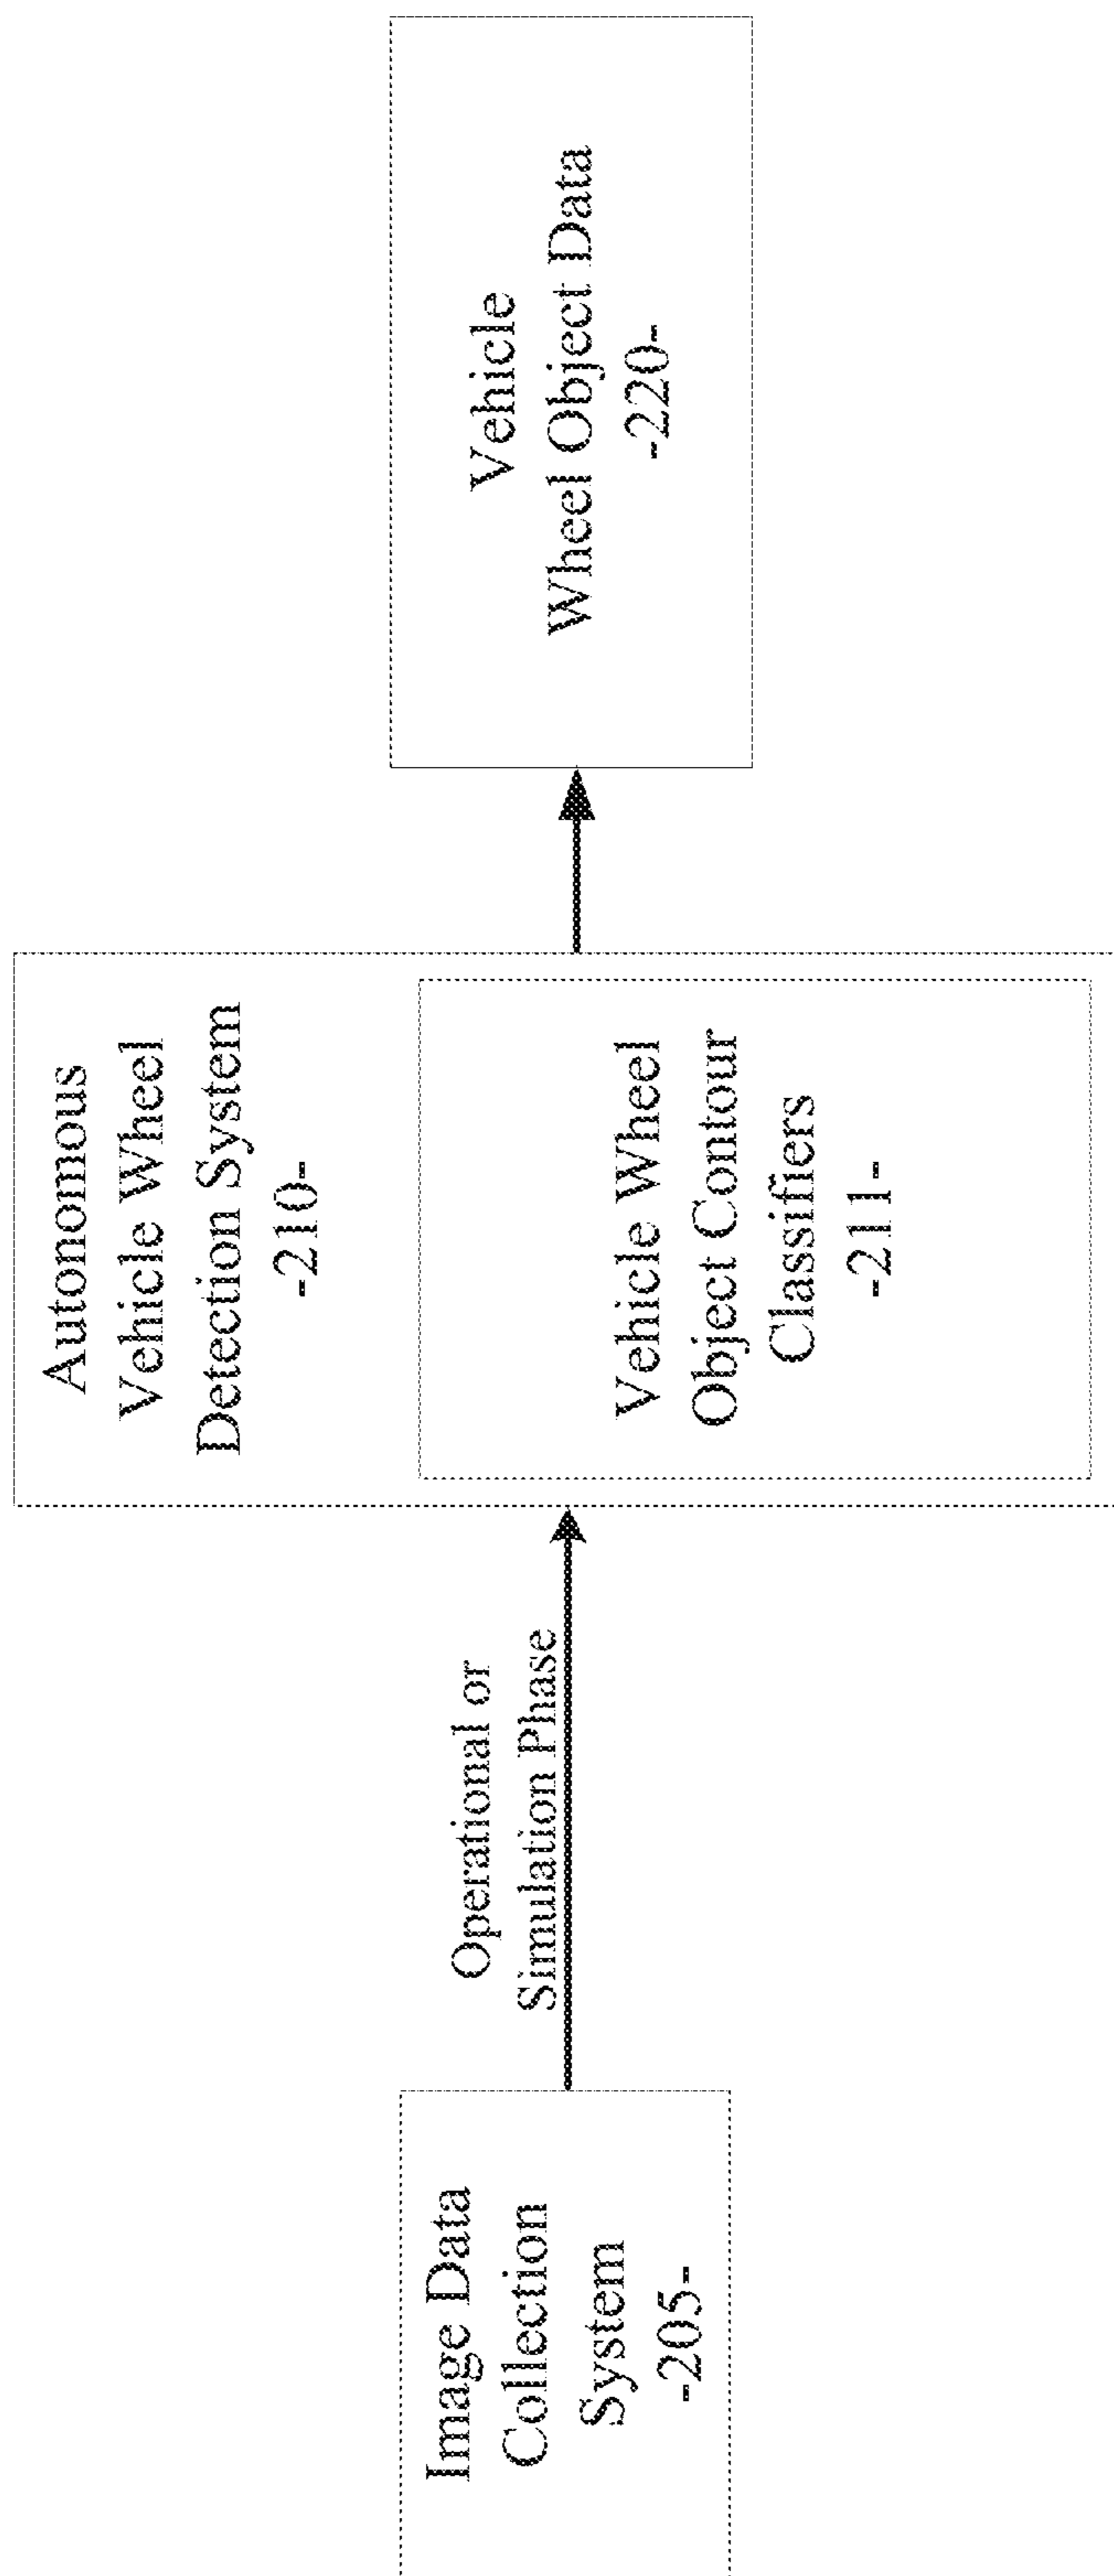 Image Data
Collection
System
-205-
Operational or
Simulation Phase
Autonomous
Vehicle Wheel
Detection System
-210-
Vehicle Wheel
Object Contour
Classifiers
-211-
Vehicle
Wheel Object Data
-220-